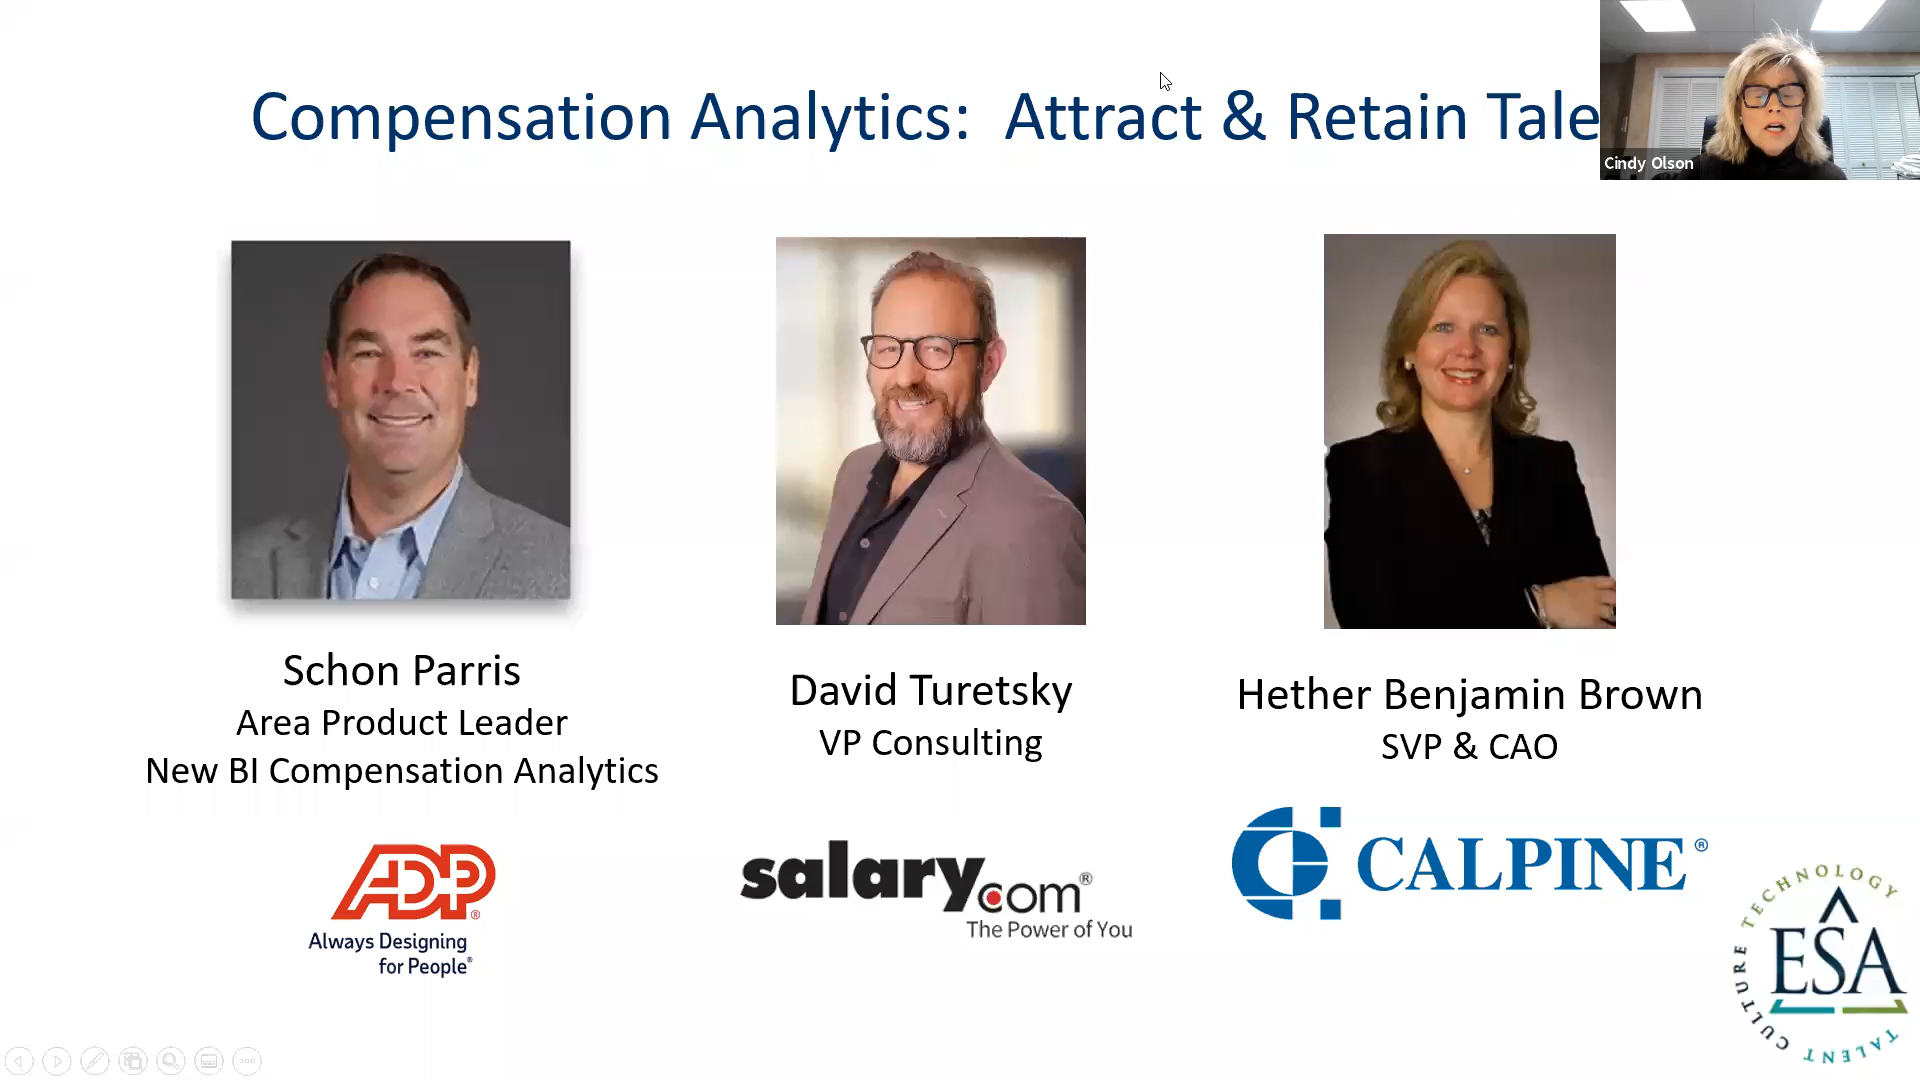 Compensation Analytics:  Attract & Retain Tale
Cindy Olson
Schon Parris
Area Product Leader
New BI Compensation Analytics
David Turetsky
VP Consulting
Hether Benjamin Brown
SVP & CAO
ADP®
Always Designing
for People®
salary.com®
The Power of You
CALPINE®
CULTURE TECHNOLOGY TALENT
ESA